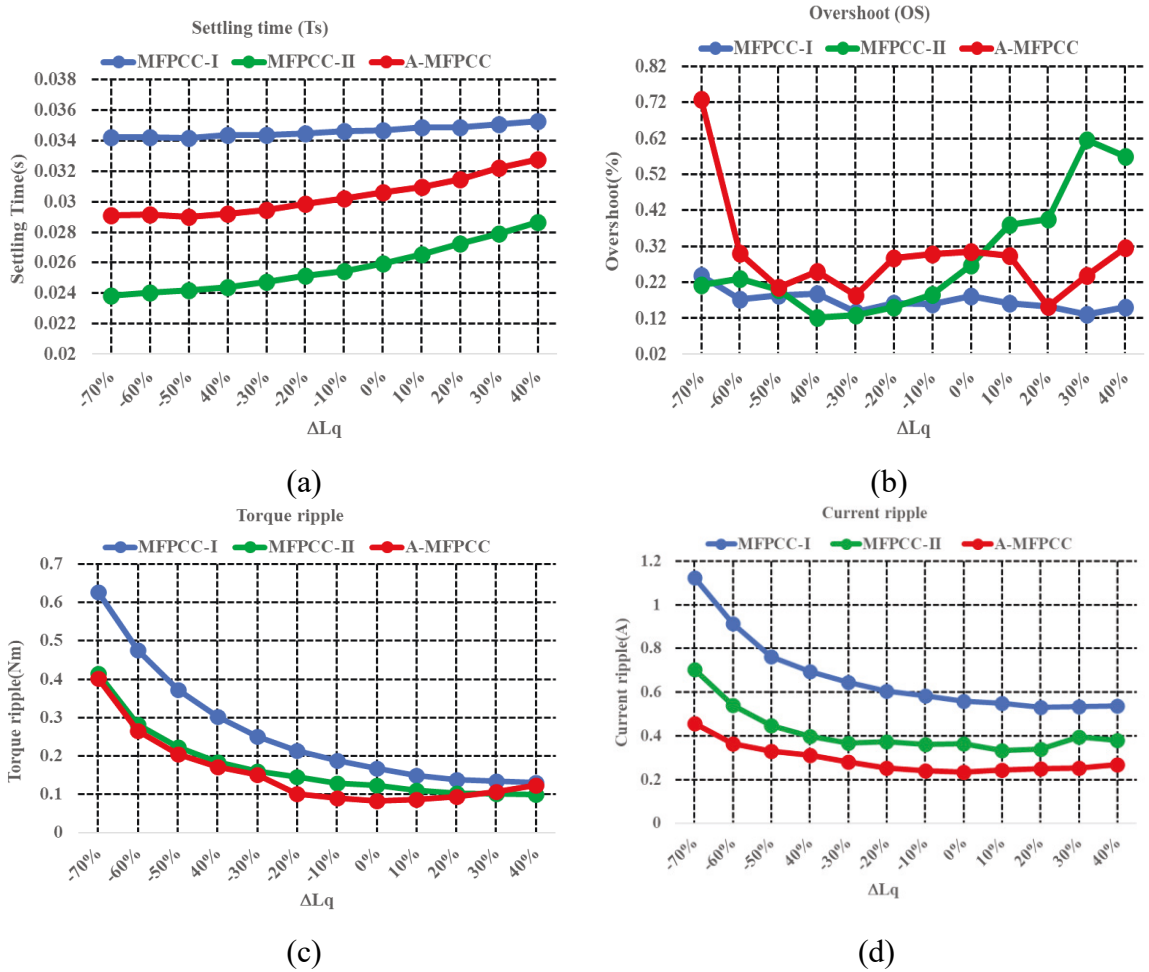 Settling time (Ts)
MFPCC-I MFPCC-II A-MFPCC
0.038
0.036
0.034
0.032
0.03
0.028
0.026
0.024
0.022
0.02
Settling Time(s)
-70% -60% -50% -40% -30% -20% -10% 0% 10% 20% 30% 40%
ΔLq
(a)
Overshoot (OS)
MFPCC-I MFPCC-II A-MFPCC
0.82
0.72
0.62
0.52
0.42
0.32
0.22
0.12
0.02
Overshoot(%)
-70% -60% -50% 40% -30% -20% -10% 0% 10% 20% 30% 40%
ΔLq
(b)
Torque ripple
MFPCC-I MFPCC-II A-MFPCC
0.7
0.6
0.5
0.4
0.3
0.2
0.1
0
Torque ripple(Nm)
-70% -60% -50% -40% -30% -20% -10% 0% 10% 20% 30% 40%
ΔLq
(c)
Current ripple
MFPCC-I MFPCC-II A-MFPCC
1.2
1
0.8
0.6
0.4
0.2
0
Current ripple(A)
-70% -60% -50% -40% -30% -20% -10% 0% 10% 20% 30% 40%
ΔLq
(d)